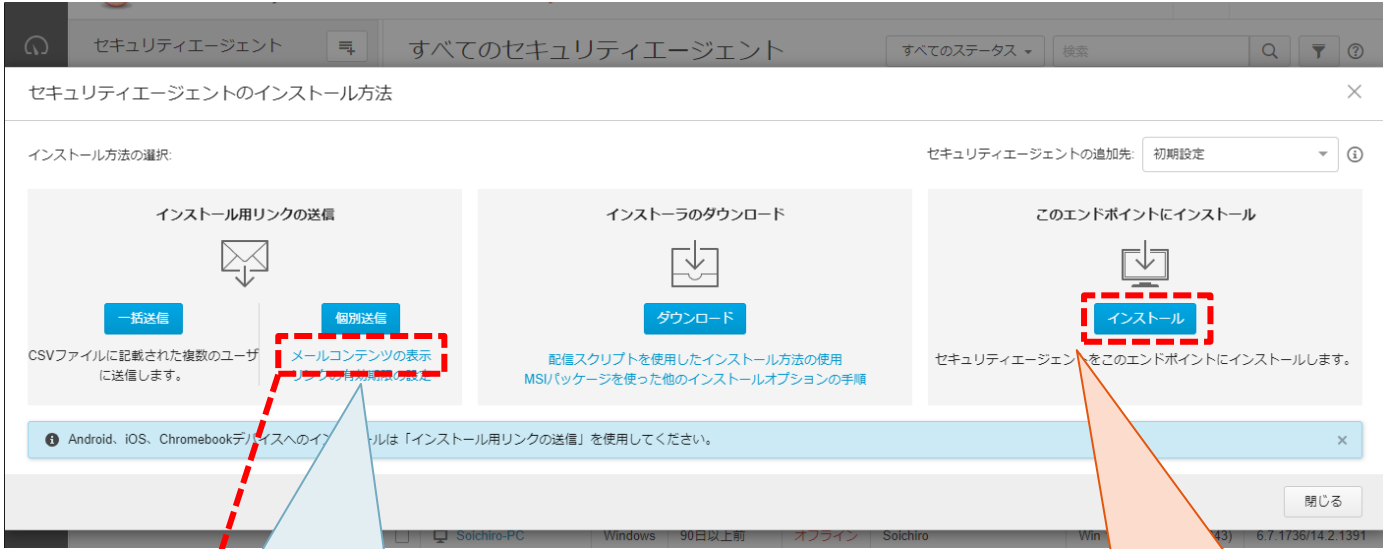 セキュリティエージェント
すべてのセキュリティエージェント
すべてのステータス
検索
セキュリティエージェントのインストール方法
インストール方法の選択:
セキュリティエージェントの追加先:
初期設定
インストール用リンクの送信
一括送信
CSVファイルに記載された複数のユーザ
に送信します。
個別送信
メールコンテンツの表示
リンクの有効期限の設定
インストーラのダウンロード
ダウンロード
配信スクリプトを使用したインストール方法の使用
MSIパッケージを使った他のインストールオプションの手順
このエンドポイントにインストール
インストール
セキュリティエージェントをこのエンドポイントにインストールします。
Android、iOS、Chromebookデバイスへのインストールは「インストール用リンクの送信」を使用してください。
閉じる
Soichiro-PC Windows 90日以上前 オフライン Soichiro Win 43) 6.7.1736/14.2.1391